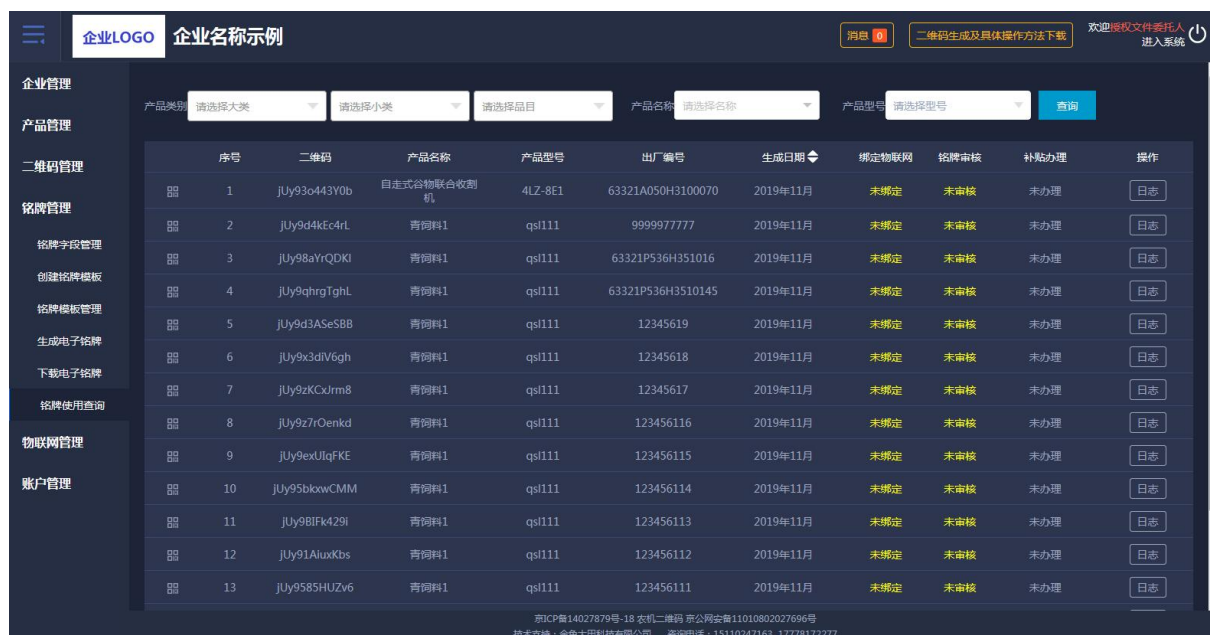 企业LOGO 企业名称示例 消息 0 二维码生成及具体操作方法下载 欢迎授权文件委托人
进入系统
企业管理
产品管理
二维码管理
铭牌管理
铭牌字段管理
创建铭牌模板
铭牌模板管理
生成电子铭牌
下载电子铭牌
铭牌使用查询
物联网管理
账户管理
产品类别 请选择大类 请选择小类 请选择品目 产品名称 请选择名称 产品型号 请选择型号 查询
序号 二维码 产品名称 产品型号 出厂编号 生成日期 绑定物联网 铭牌审核 补贴办理 操作
1 jUy93o443Y0b 自走式谷物联合收割机 4LZ-8E1 63321A050H3100070 2019年11月 未绑定 未审核 未办理 日志
2 jUy9d4kEc4rL 青饲料1 qsl111 9999977777 2019年11月 未绑定 未审核 未办理 日志
3 jUy98aYrQDKl 青饲料1 qsl111 63321P536H351016 2019年11月 未绑定 未审核 未办理 日志
4 jUy9qhrgTghL 青饲料1 qsl111 63321P536H3510145 2019年11月 未绑定 未审核 未办理 日志
5 jUy9d3ASeSBB 青饲料1 qsl111 12345619 2019年11月 未绑定 未审核 未办理 日志
6 jUy9x3diV6gh 青饲料1 qsl111 12345618 2019年11月 未绑定 未审核 未办理 日志
7 jUy9zKCxJrm8 青饲料1 qsl111 12345617 2019年11月 未绑定 未审核 未办理 日志
8 jUy9z7rOenkd 青饲料1 qsl111 123456116 2019年11月 未绑定 未审核 未办理 日志
9 jUy9exUIqFKE 青饲料1 qsl111 123456115 2019年11月 未绑定 未审核 未办理 日志
10 jUy95bkxwCMM 青饲料1 qsl111 123456114 2019年11月 未绑定 未审核 未办理 日志
11 jUy9BIFk429i 青饲料1 qsl111 123456113 2019年11月 未绑定 未审核 未办理 日志
12 jUy91AiuxKbs 青饲料1 qsl111 123456112 2019年11月 未绑定 未审核 未办理 日志
13 jUy9585HUZv6 青饲料1 qsl111 123456111 2019年11月 未绑定 未审核 未办理 日志
京ICP备14027879号-18 农机二维码 京公网安备11010802027696号